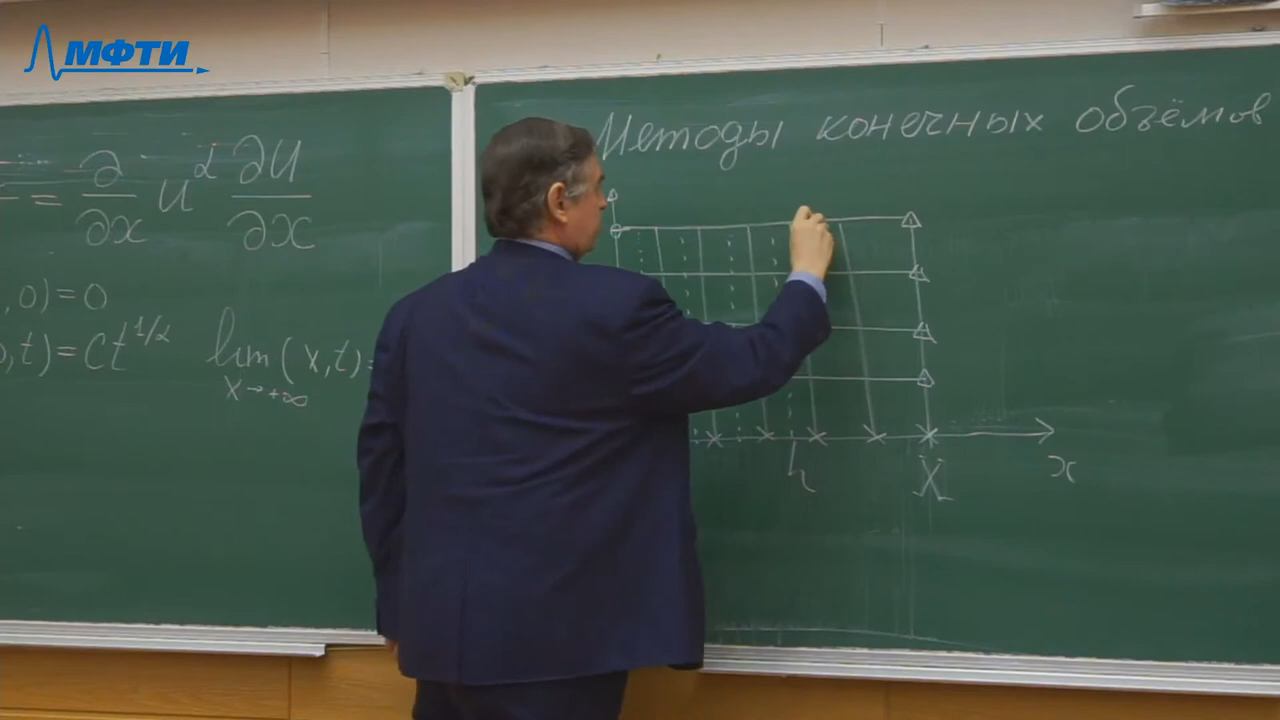 МФТИ
= ∂/∂x u^α ∂u/∂x
,0)=0
,t)=Ct^1/α
lim (x,t)=
x→+∞
Методы конечных объёмов
h
X
x